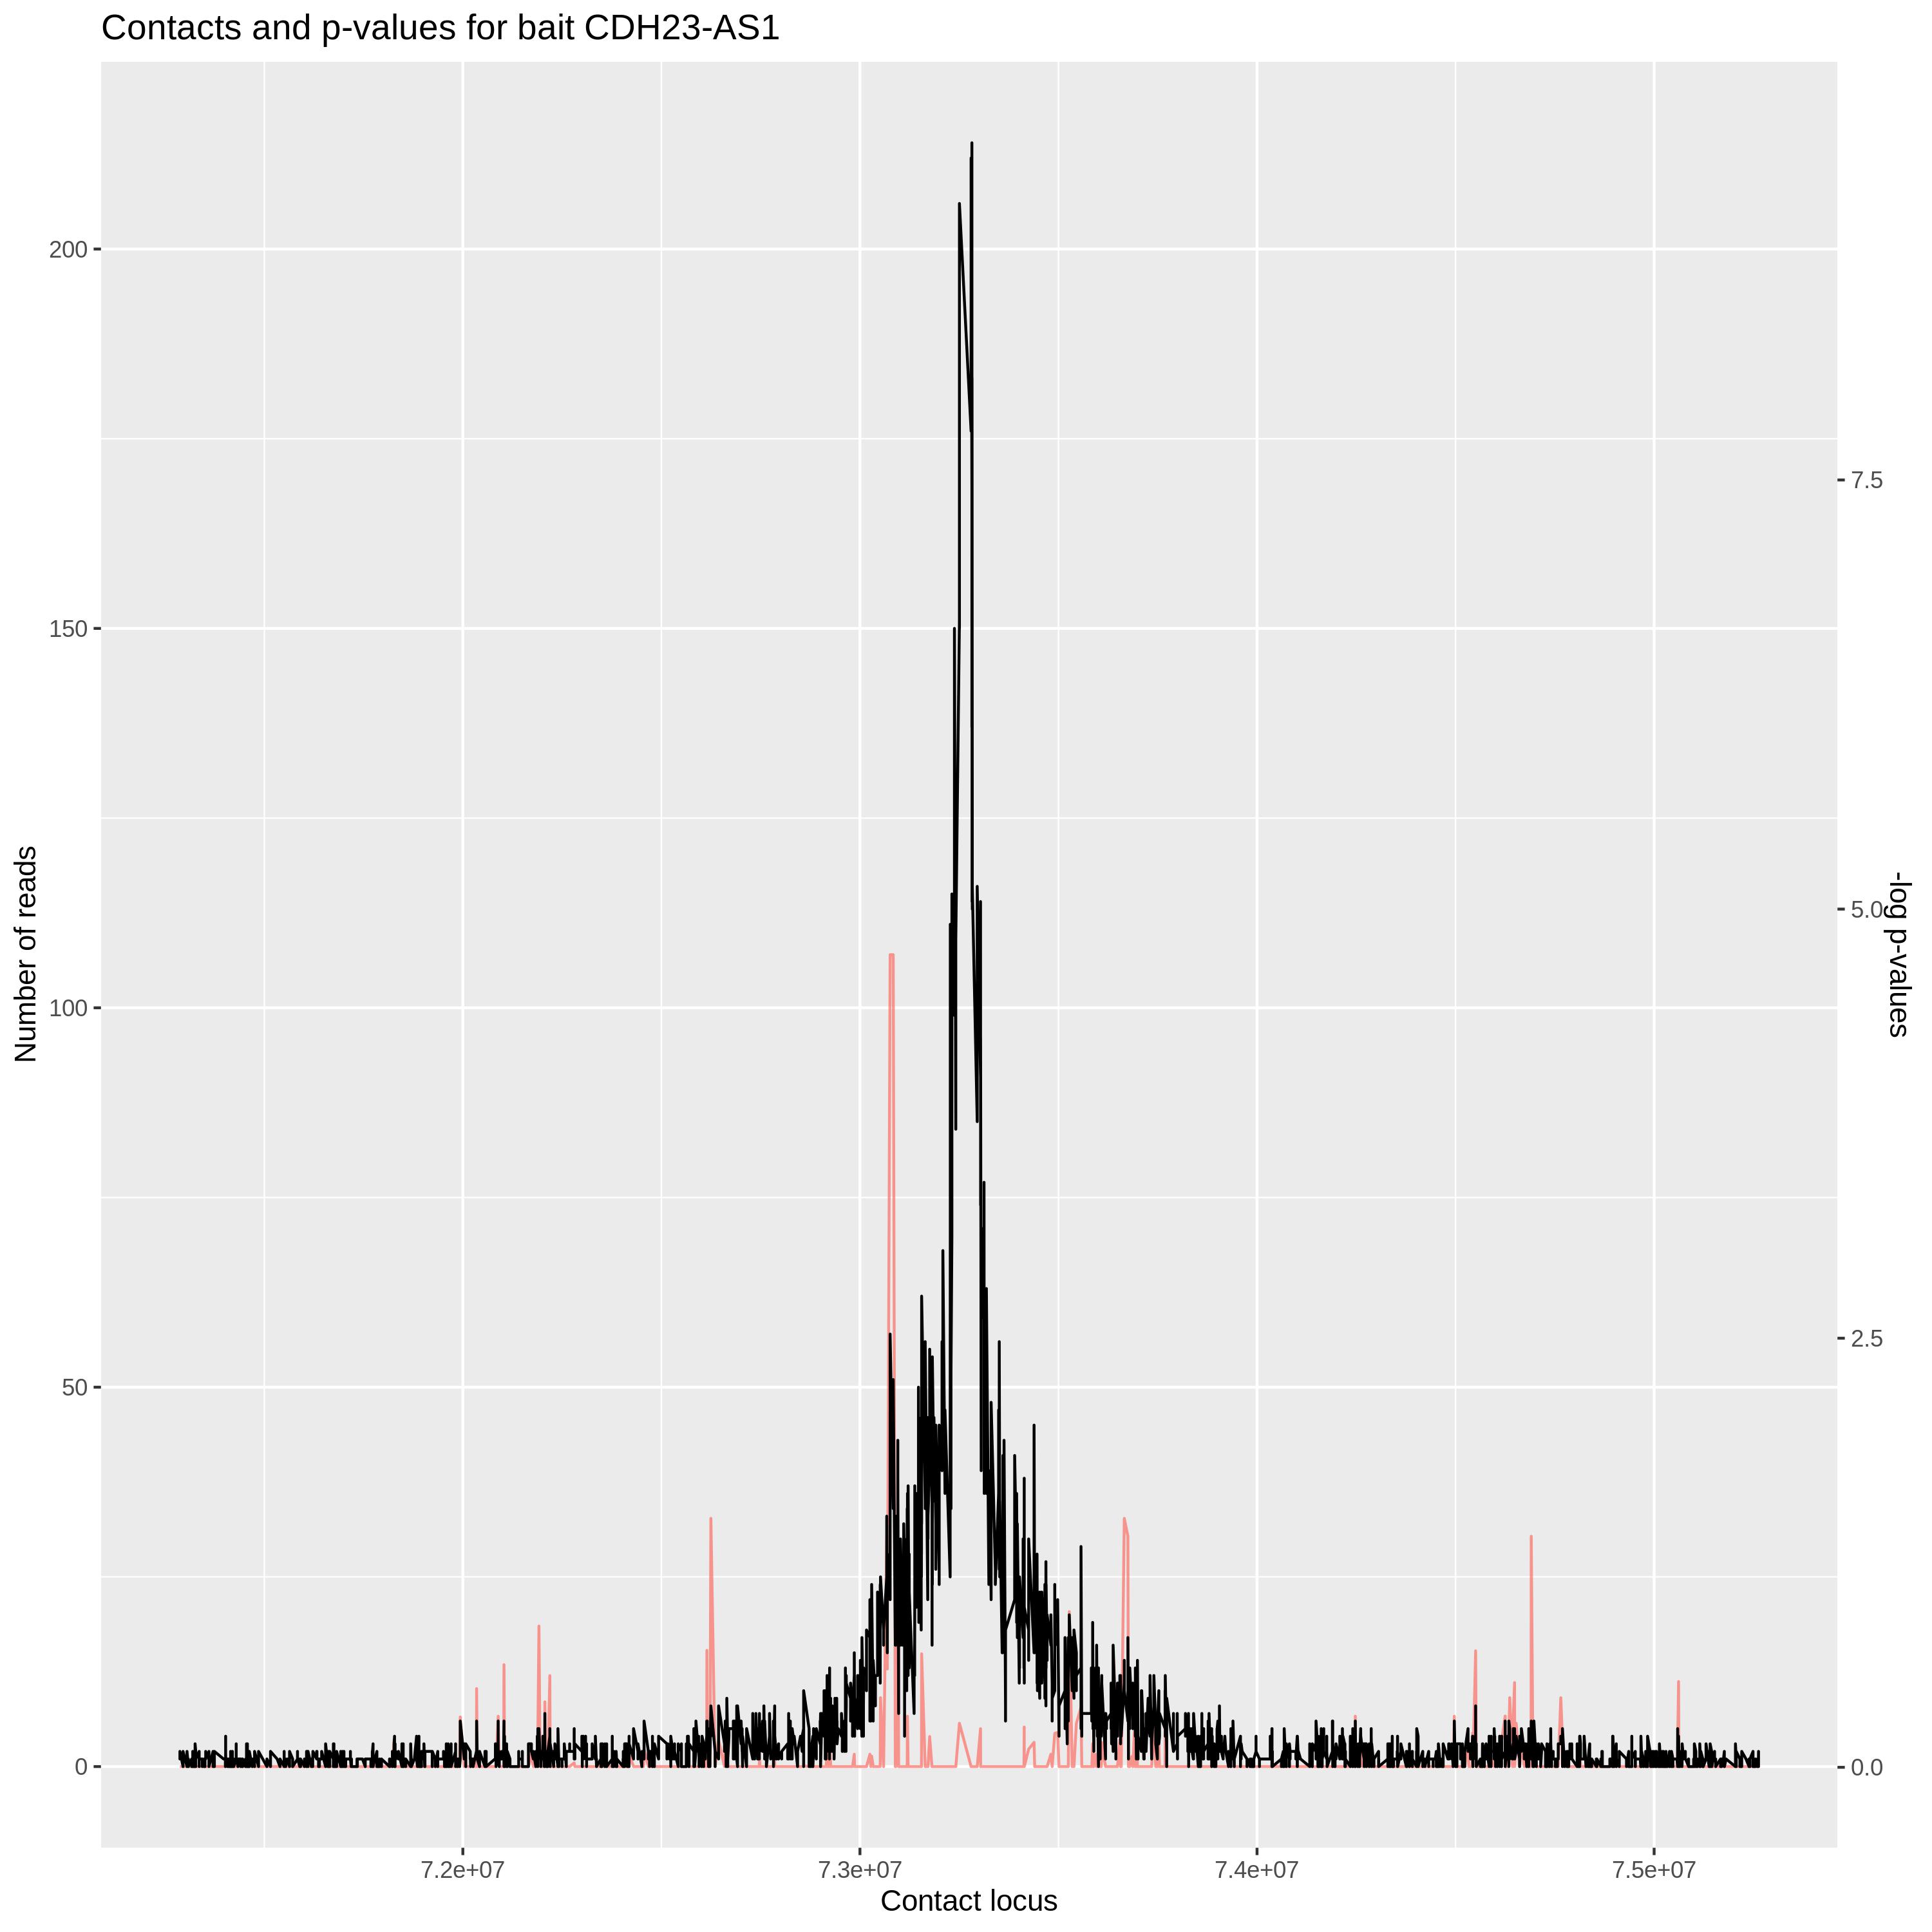 Contacts and p-values for bait CDH23-AS1
200
150
100
50
0
7.5
5.0
2.5
0.0
Number of reads
-log p-values
7.2e+07
7.3e+07
7.4e+07
7.5e+07
Contact locus